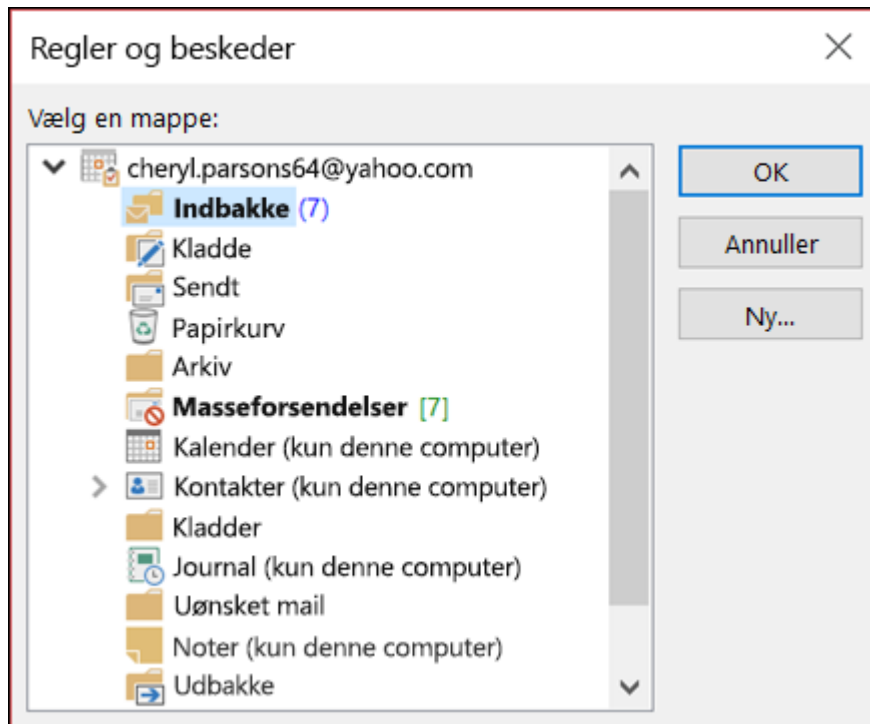 Regler og beskeder
Vælg en mappe:
cheryl.parsons64@yahoo.com
OK
Indbakke (7)
Kladde
Annuller
Sendt
Ny...
Papirkurv
Arkiv
Masseforsendelser [7]
Kalender (kun denne computer)
Kontakter (kun denne computer)
Kladder
Journal (kun denne computer)
Uønsket mail
Noter (kun denne computer)
Udbakke